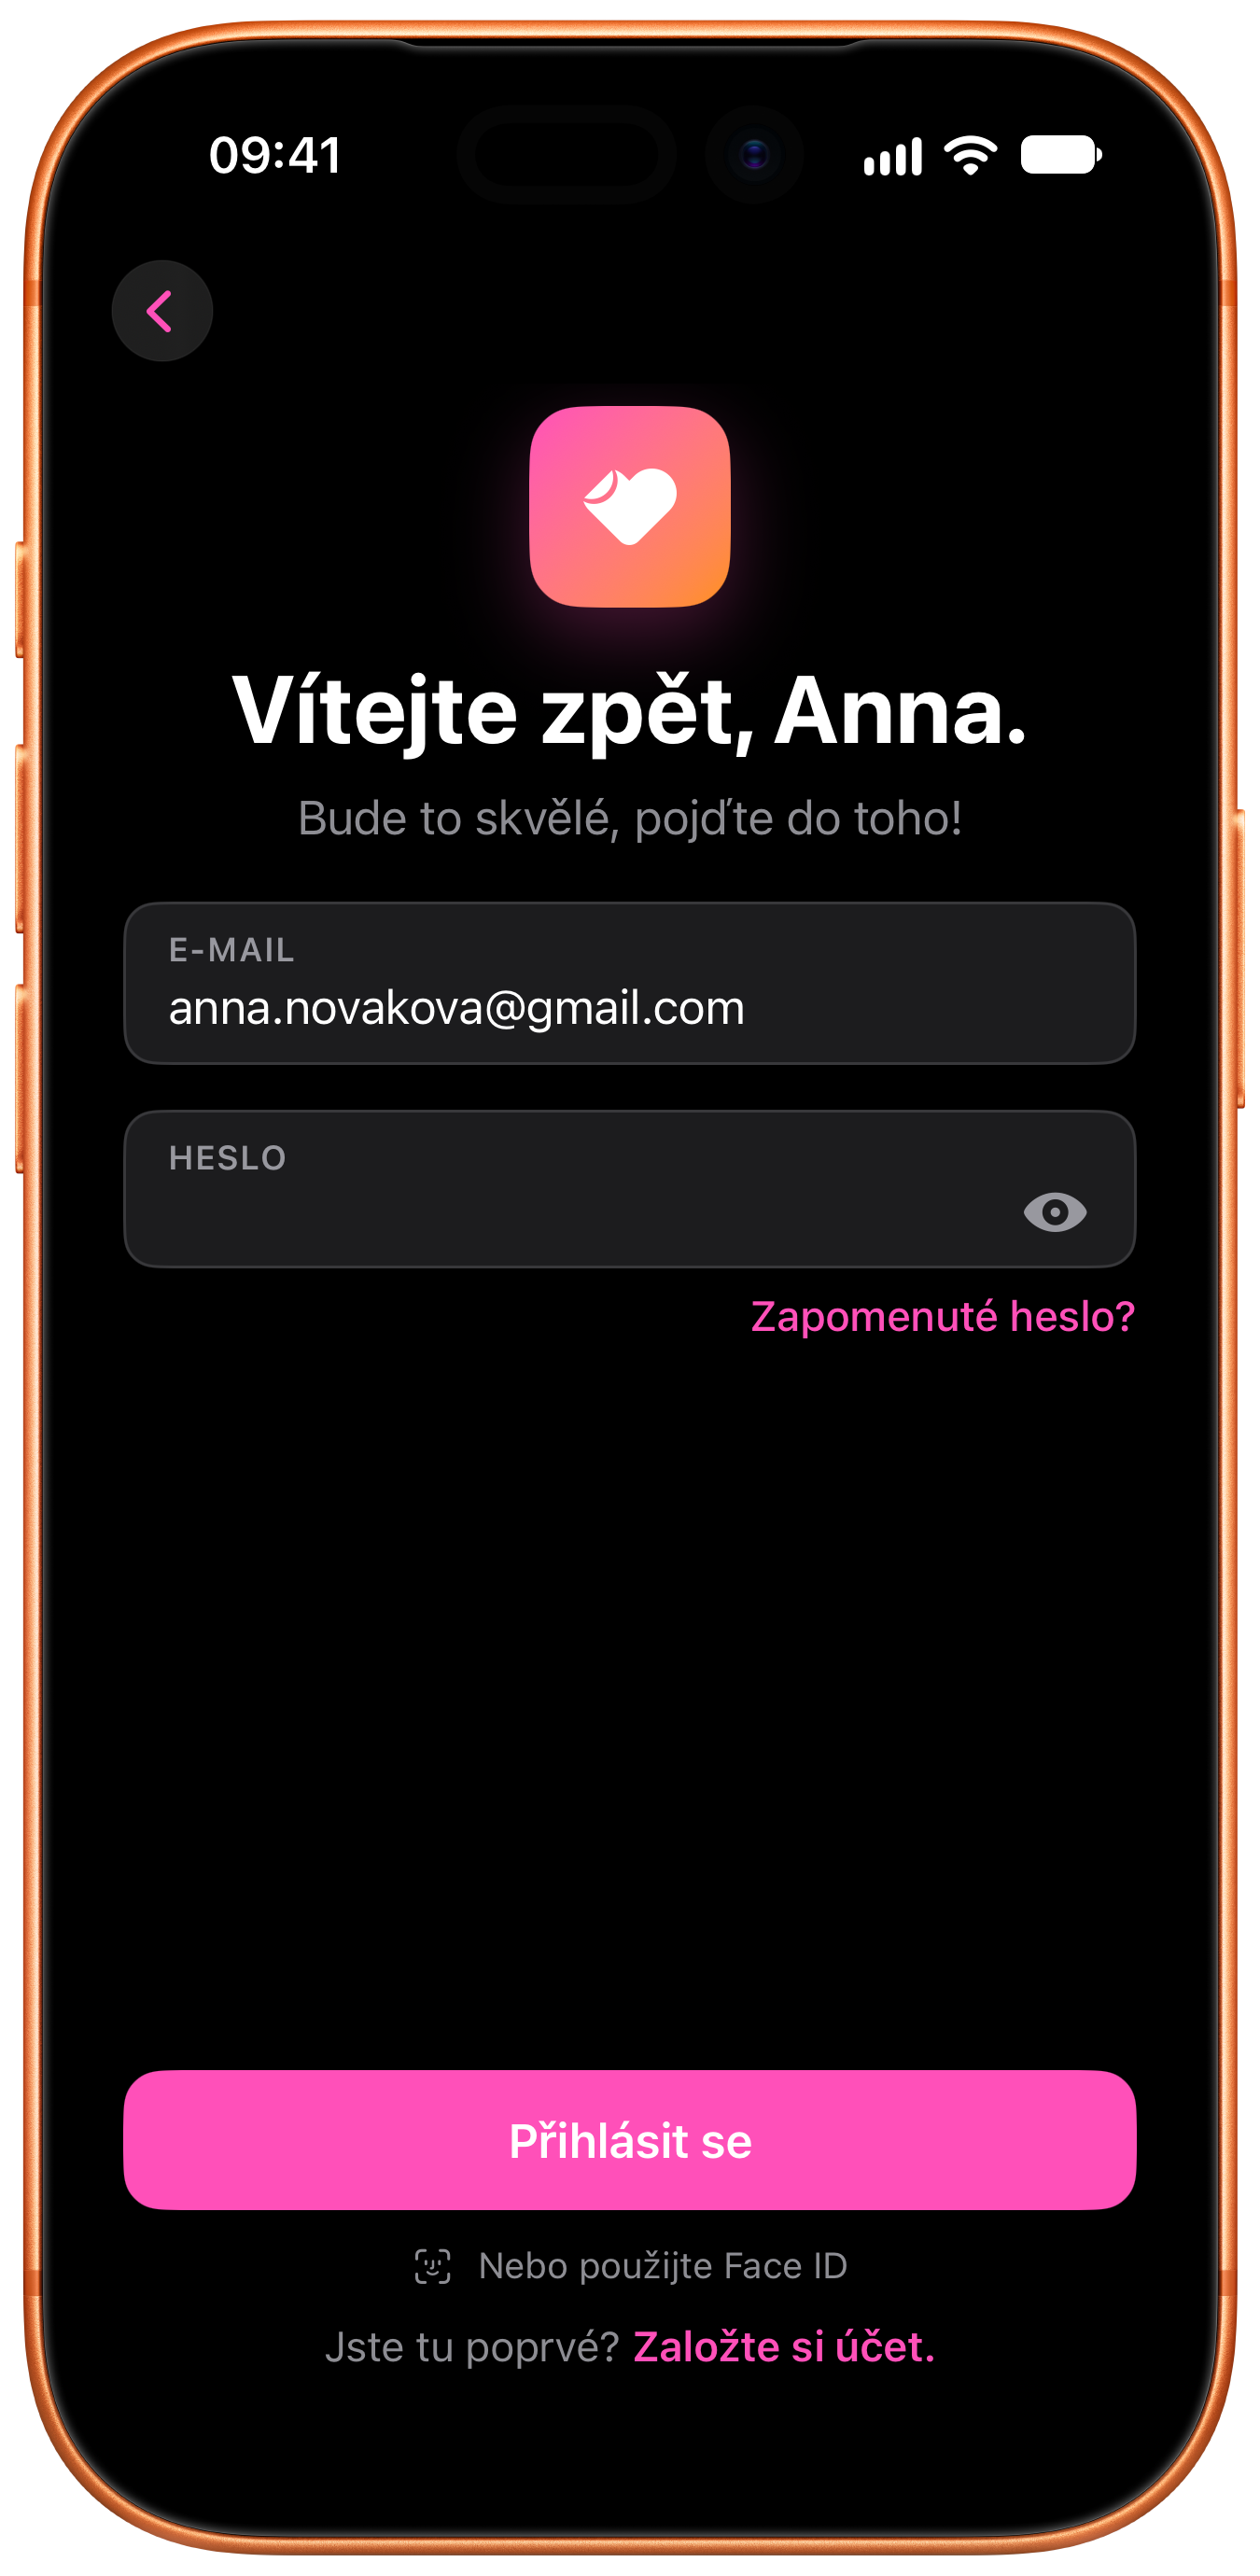 09:41
Vítejte zpět, Anna.
Bude to skvělé, pojďte do toho!
E-MAIL
anna.novakova@gmail.com
HESLO
Zapomenuté heslo?
Přihlásit se
Nebo použijte Face ID
Jste tu poprvé? Založte si účet.